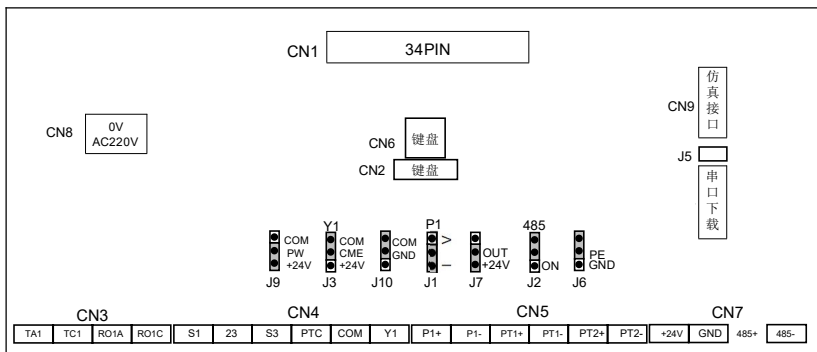 CN1
34PIN
仿真接口
CN9
CN8
0V
AC220V
CN6
键盘
CN2
键盘
J5
串口下载
Y1
P1
485
COM
PW
+24V
COM
CME
+24V
COM
GND
V
I
OUT
+24V
ON
PE
GND
J9
J3
J10
J1
J7
J2
J6
CN3
CN4
CN5
CN7
TA1 TC1 RO1A RO1C S1 23 S3 PTC COM Y1 P1+ P1- PT1+ PT1- PT2+ PT2- +24V GND 485+ 485-